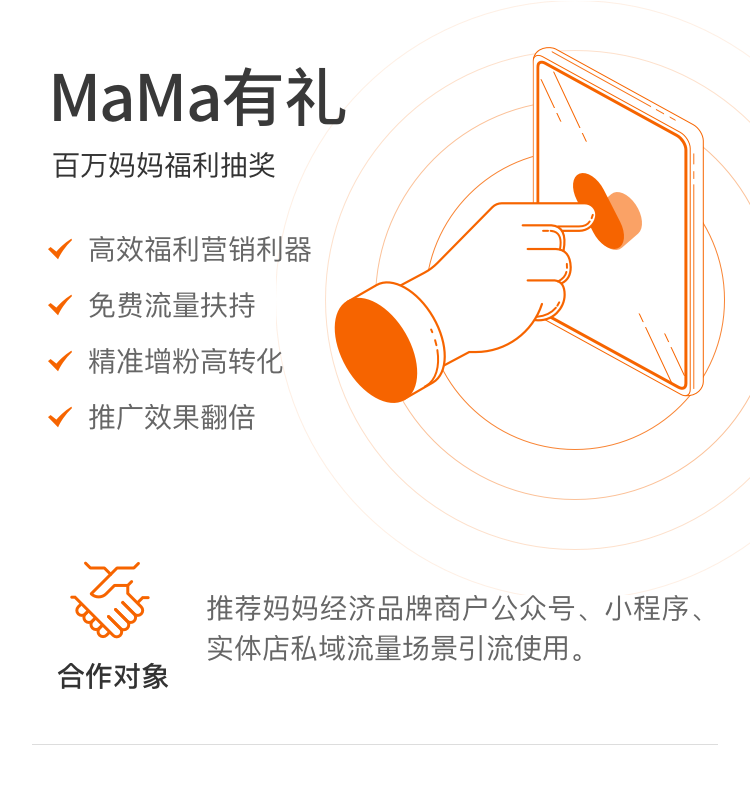 MaMa有礼
百万妈妈福利抽奖
高效福利营销利器
免费流量扶持
精准增粉高转化
推广效果翻倍
推荐妈妈经济品牌商户公众号、小程序、
实体店私域流量场景引流使用。
合作对象